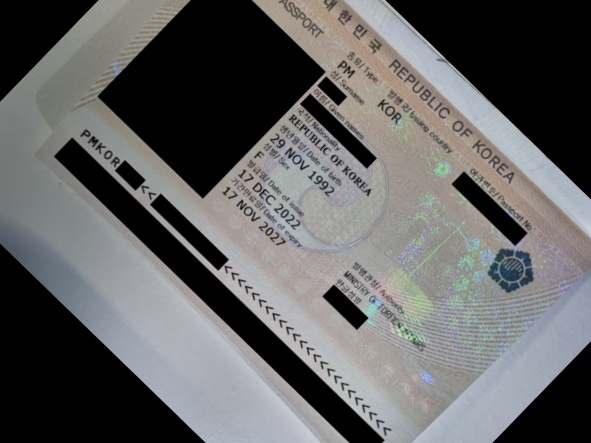 PASSPORT
대한민국 REPUBLIC OF KOREA
종류/Type
발행국/Issuing country
여권번호/Passport No.
PM
KOR
성/Surname
이름/Given names
국적/Nationality
REPUBLIC OF KOREA
생년월일/Date of birth
29 NOV 1992
성별/Sex
F
발급일/Date of issue
17 DEC 2022
기간만료일/Date of expiry
17 NOV 2027
발행관청/Authority
MINISTRY OF FOREIGN AFFAIRS
한글성명
PMKOR
<<
<<<<<<<<<<<<<<<<<<<<<<<